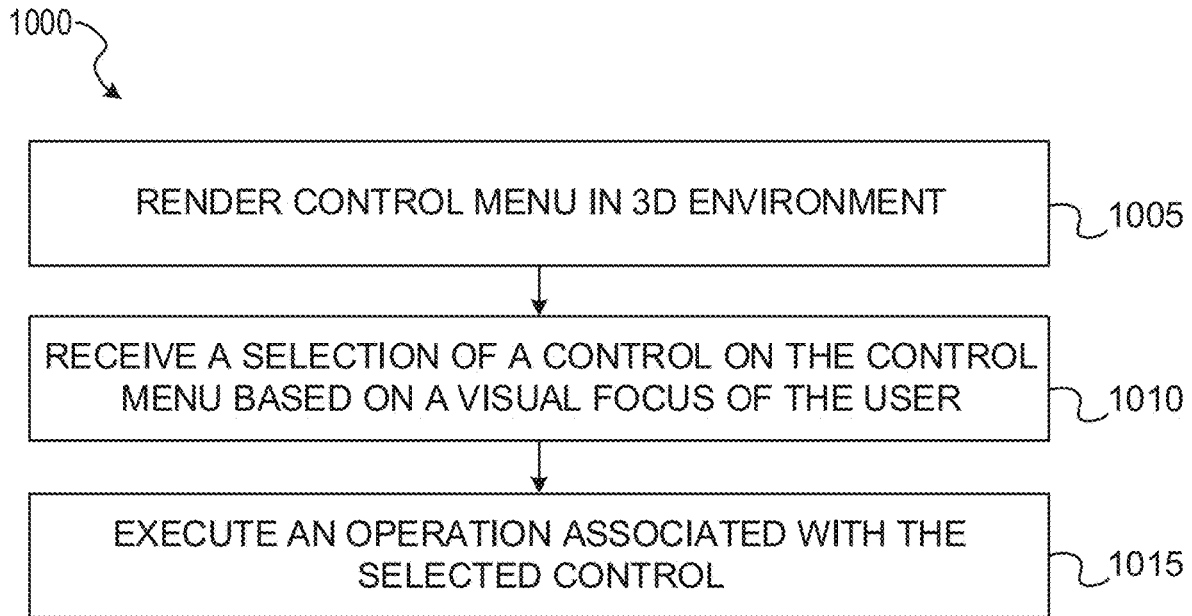 1000
RENDER CONTROL MENU IN 3D ENVIRONMENT
1005
RECEIVE A SELECTION OF A CONTROL ON THE CONTROL
MENU BASED ON A VISUAL FOCUS OF THE USER
1010
EXECUTE AN OPERATION ASSOCIATED WITH THE
SELECTED CONTROL
1015